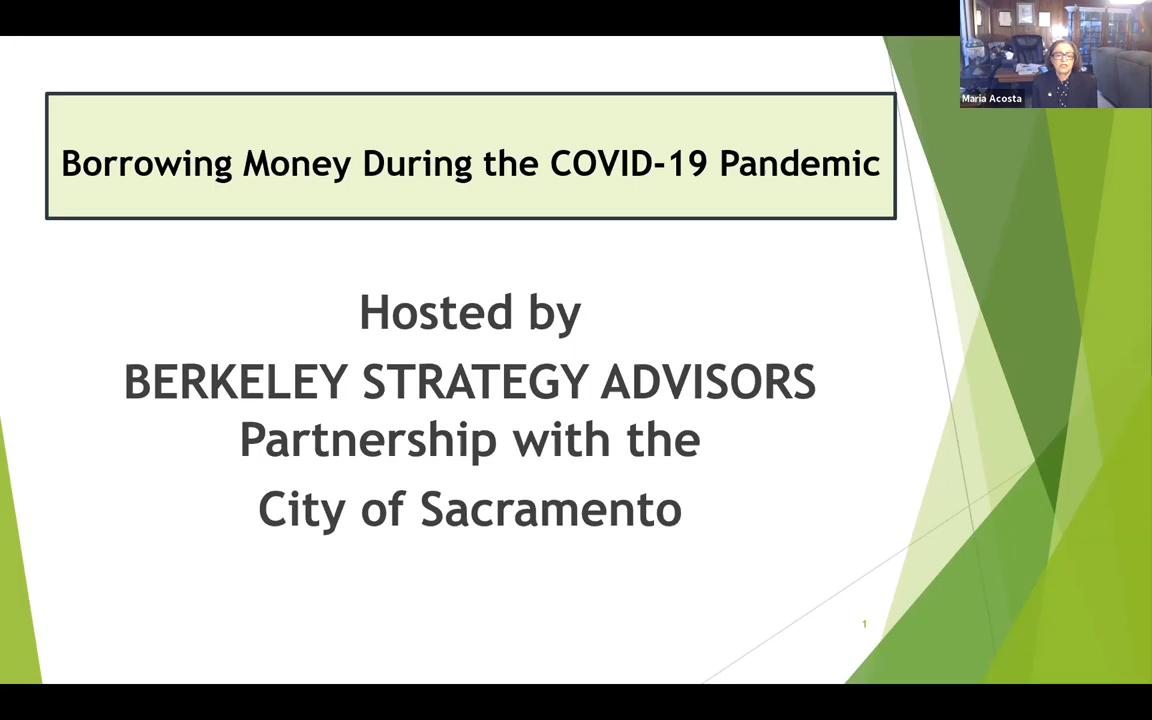 Maria Acosta
Borrowing Money During the COVID-19 Pandemic
Hosted by
BERKELEY STRATEGY ADVISORS
Partnership with the
City of Sacramento
1